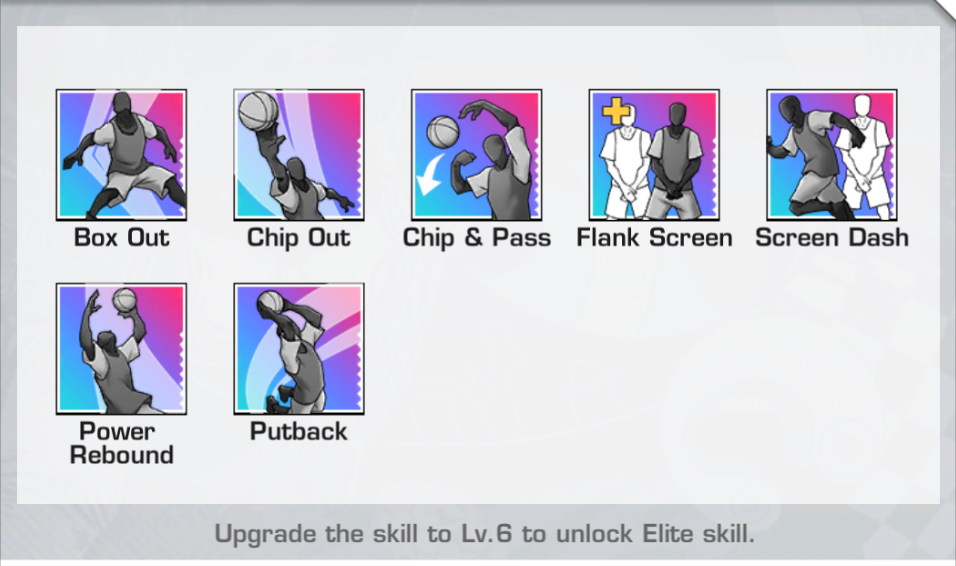 Box Out
Chip Out
Chip & Pass
Flank Screen
Screen Dash
Power
Rebound
Putback
Upgrade the skill to Lv.6 to unlock Elite skill.